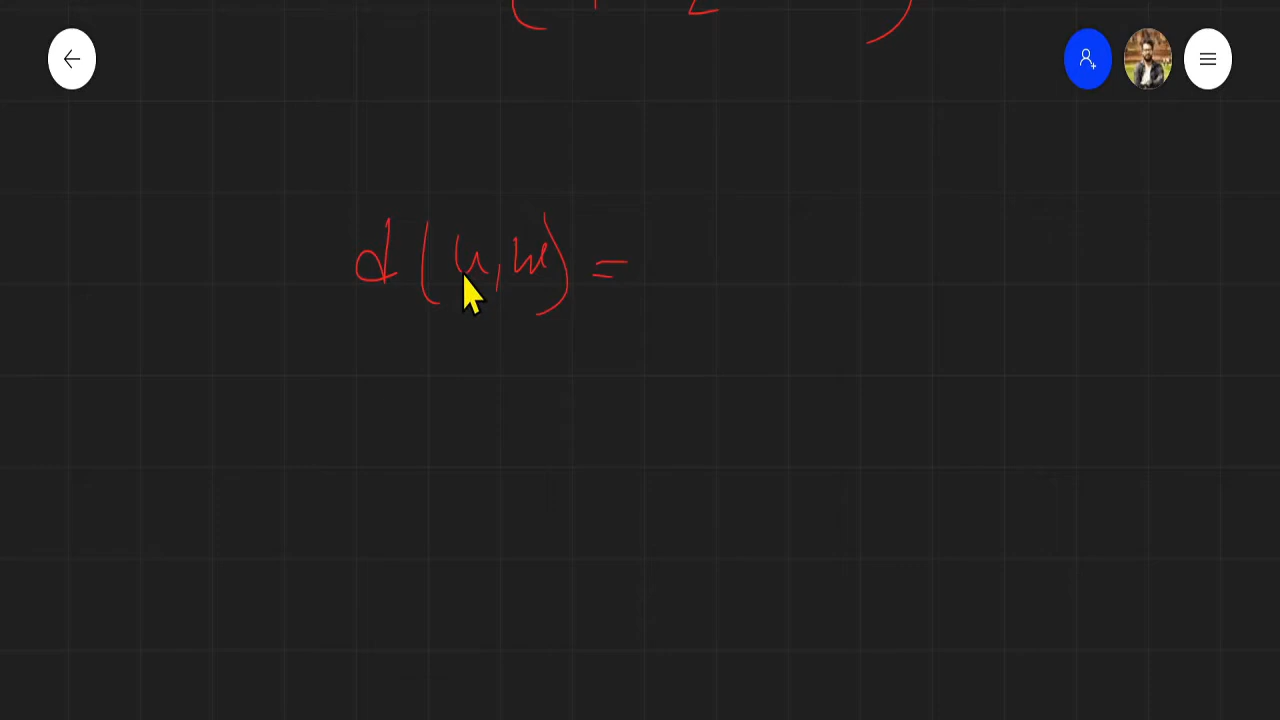 d(u, w) =